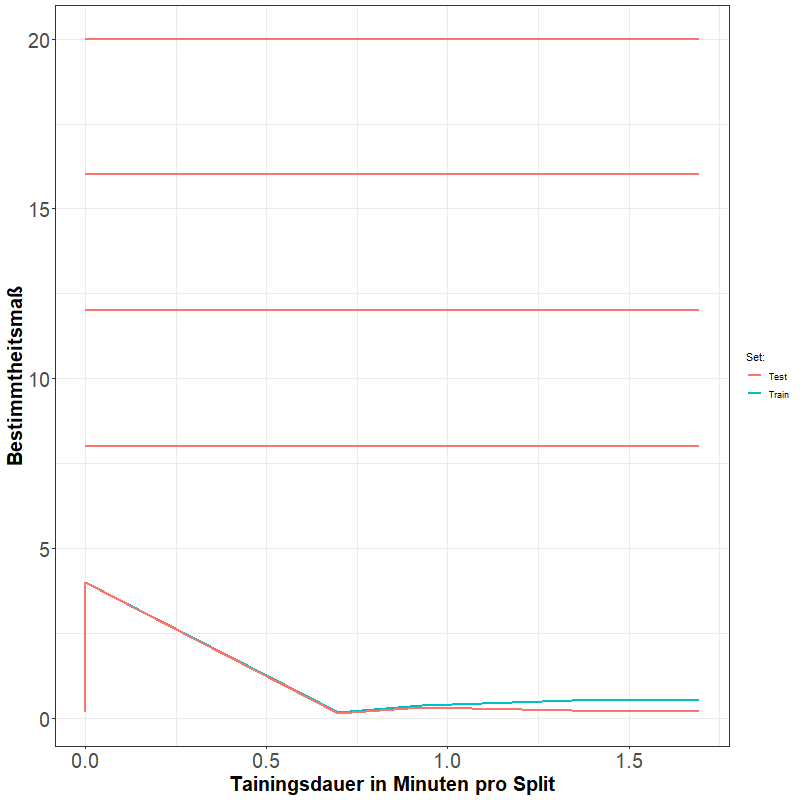 20
15
10
5
0
Bestimmtheitsmaß
0.0 0.5 1.0 1.5
Tainingsdauer in Minuten pro Split
Set:
Test
Train